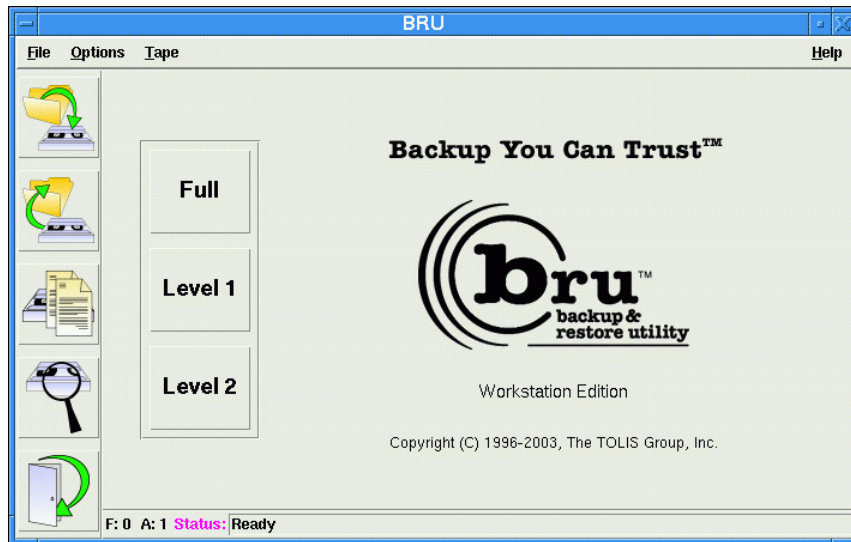 BRU
File Options Tape Help
Backup You Can Trust™
Full
Level 1
Level 2
bru™
backup &
restore utility
Workstation Edition
Copyright (C) 1996-2003, The TOLIS Group, Inc.
F: 0 A: 1 Status: Ready